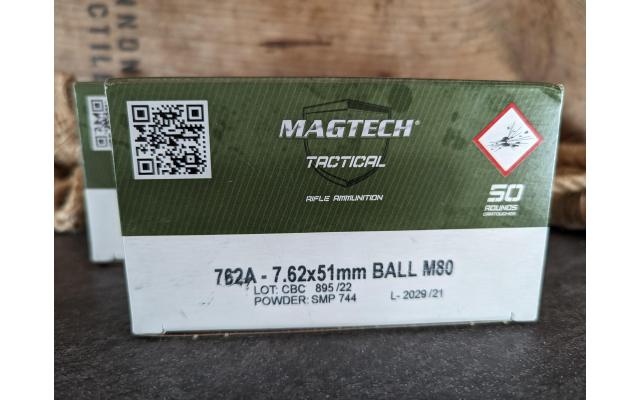 MAGTECH®
TACTICAL
RIFLE AMMUNITION
50
ROUNDS
CARTOUCHES
762A - 7.62x51mm BALL M80
LOT: CBC 895 /22
POWDER: SMP 744
L- 2029 /21